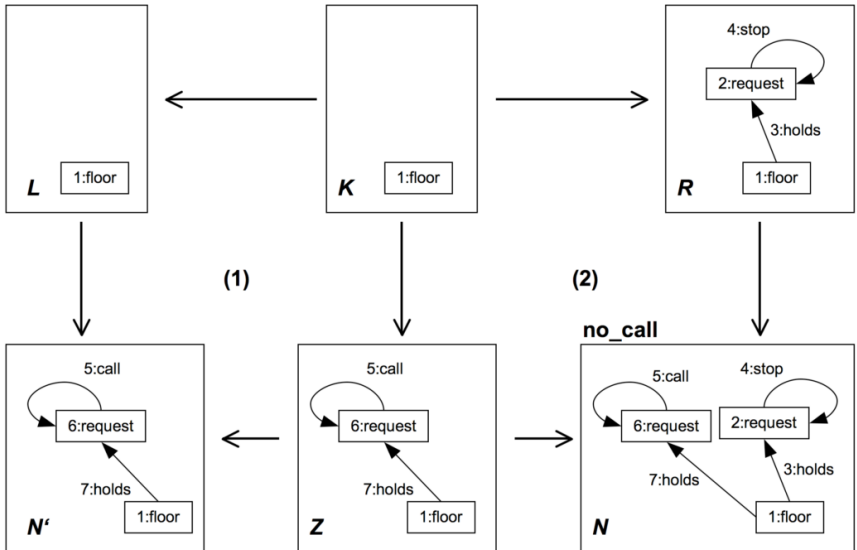 4:stop
2:request
3:holds
1:floor
L
1:floor
K
1:floor
R
(1)
(2)
no_call
5:call
6:request
7:holds
1:floor
N‘
5:call
6:request
7:holds
1:floor
Z
5:call
4:stop
6:request
2:request
7:holds
3:holds
1:floor
N